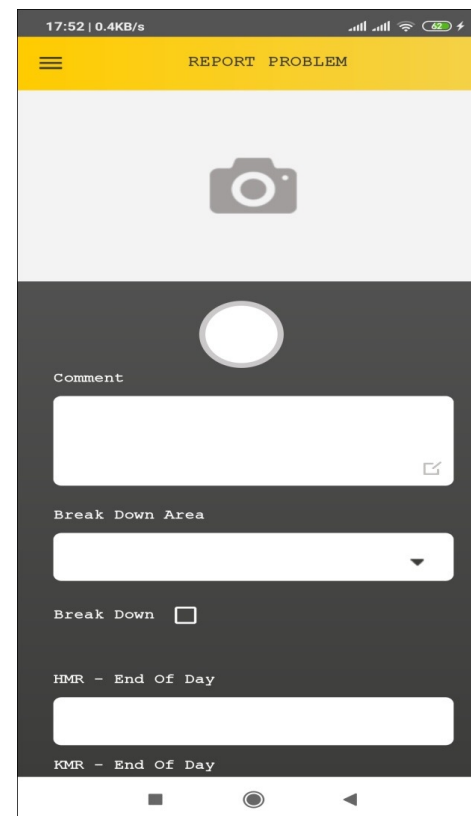 17:52 | 0.4KB/s 62
REPORT PROBLEM
Comment
Break Down Area
Break Down
HMR - End Of Day
KMR - End Of Day